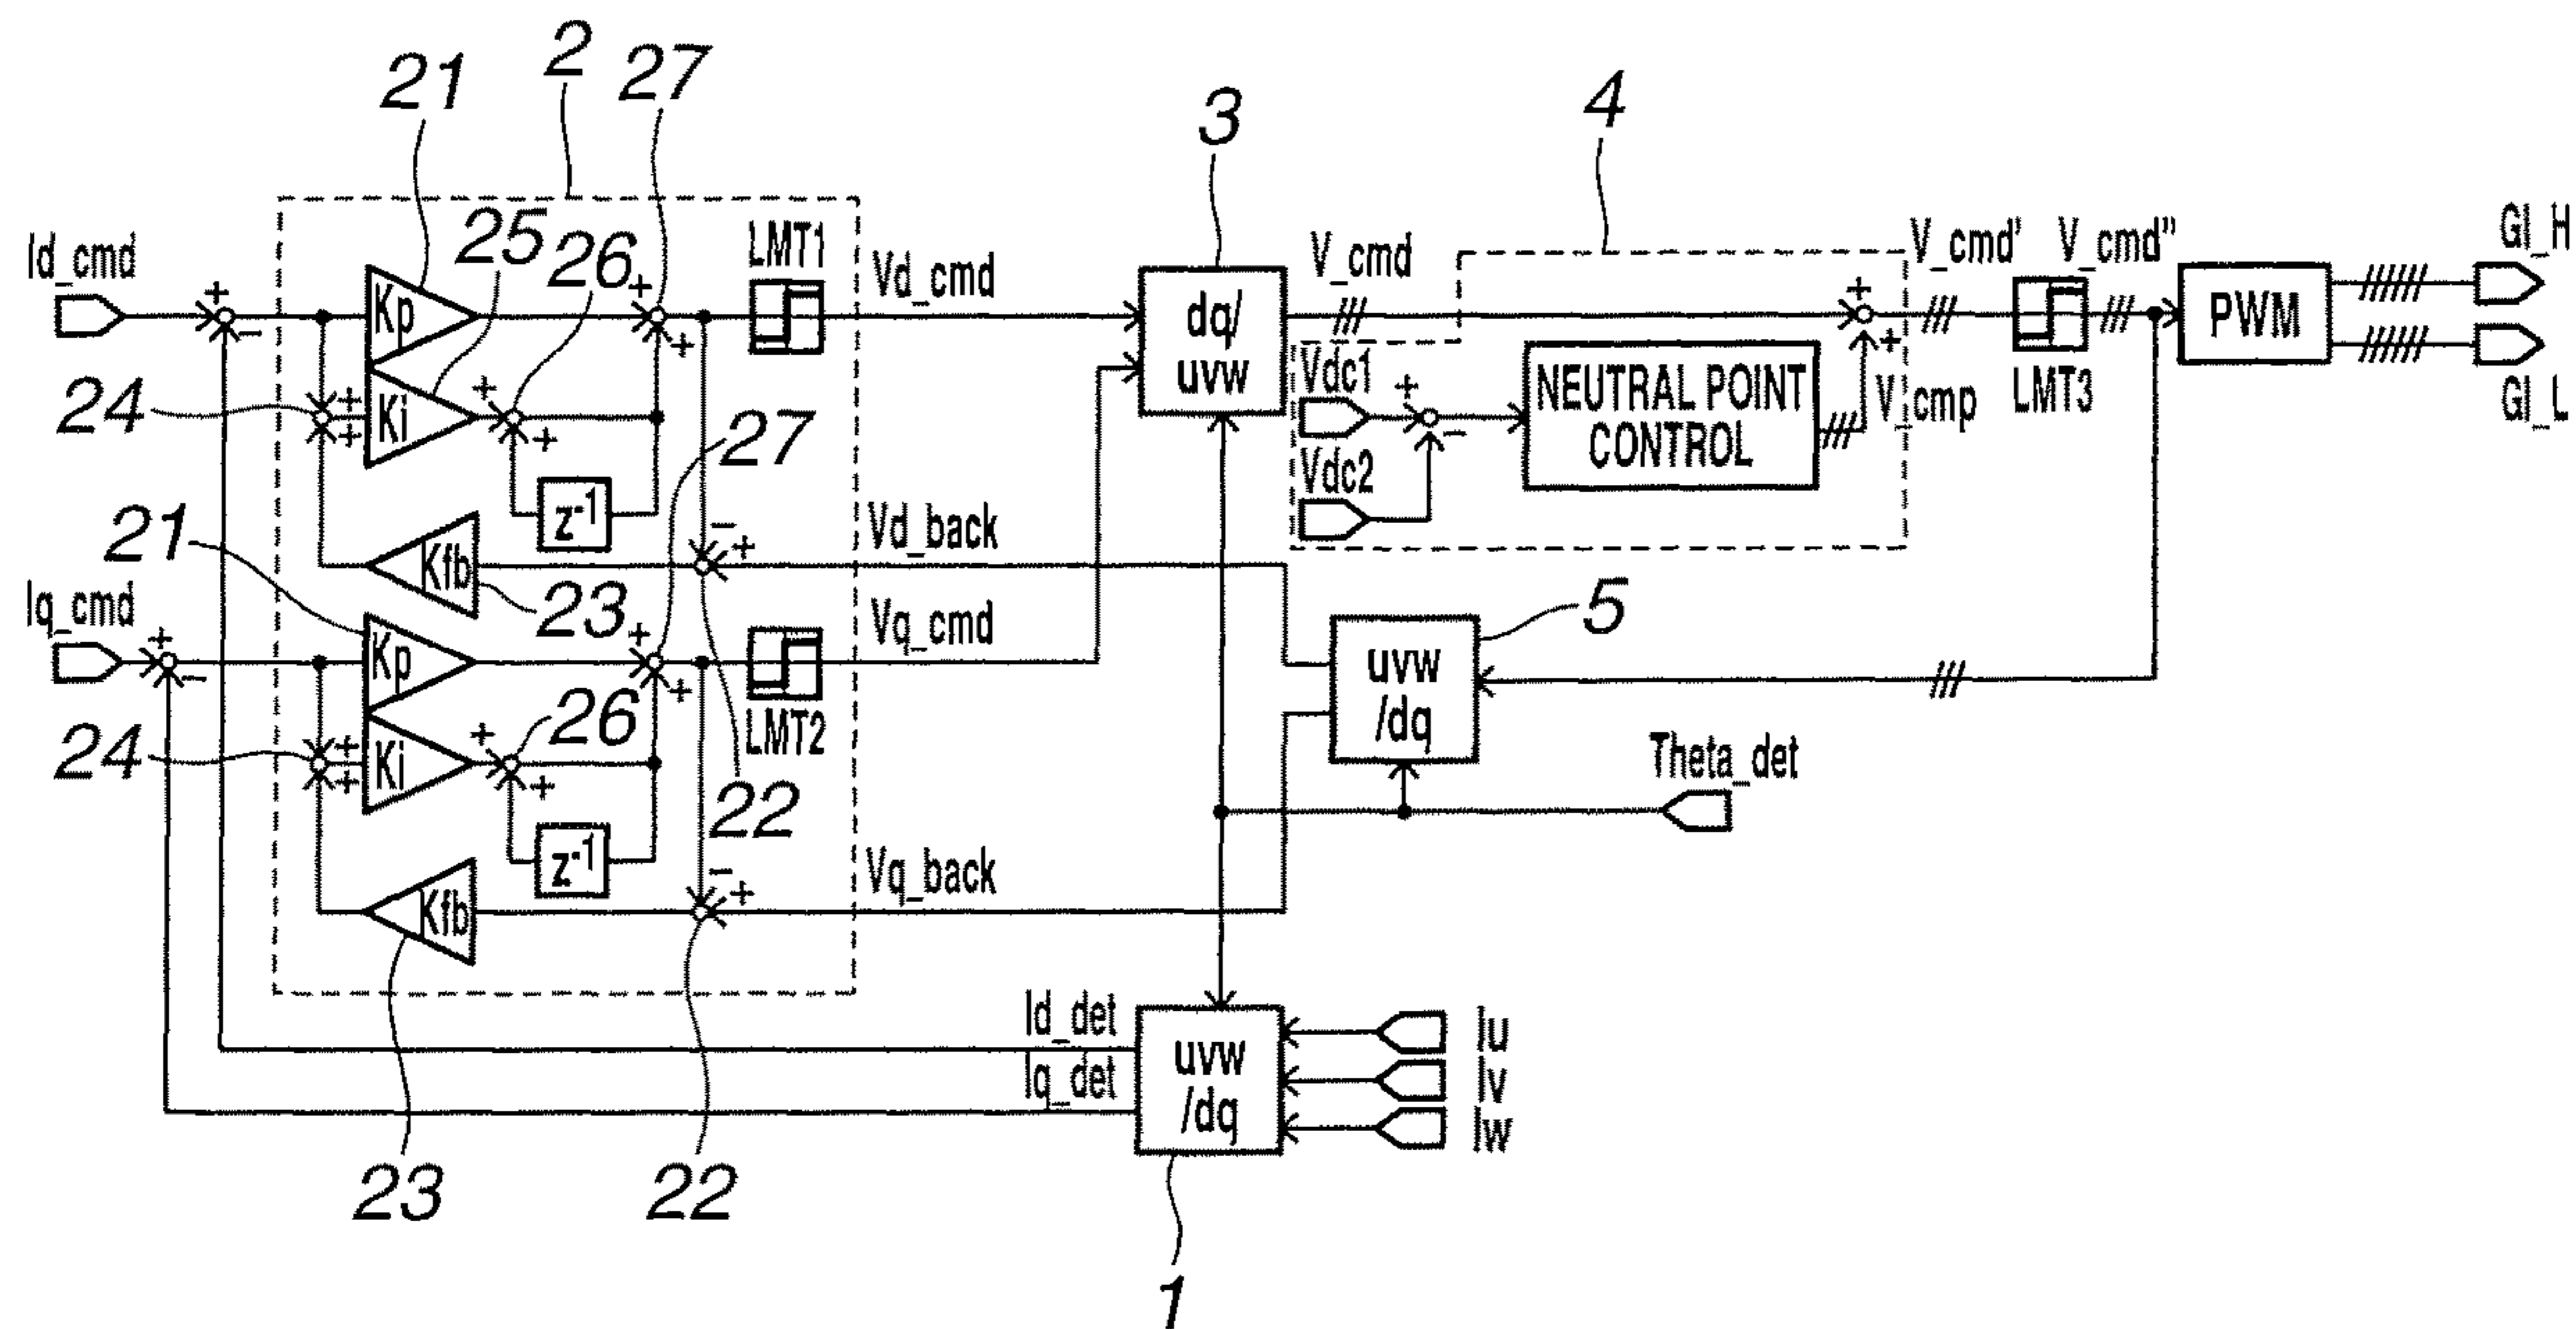 2
27
21
3
4
25
26
Id_cmd
+
−
Kp
+
+
LMT1
Vd_cmd
dq/
uvw
V_cmd
+
+
V_cmd'
V_cmd"
LMT3
PWM
GI_H
GI_L
24
+
+
Ki
+
+
27
Vdc1
+
−
Vdc2
NEUTRAL POINT
CONTROL
V_cmp
z-1
21
Kfb
23
−
+
Vd_back
Iq_cmd
+
−
Kp
+
+
LMT2
Vq_cmd
uvw
/dq
5
24
+
+
Ki
+
+
26
22
Theta_det
z-1
Kfb
−
+
Vq_back
Id_det
Iq_det
uvw
/dq
Iu
Iv
Iw
23
22
1